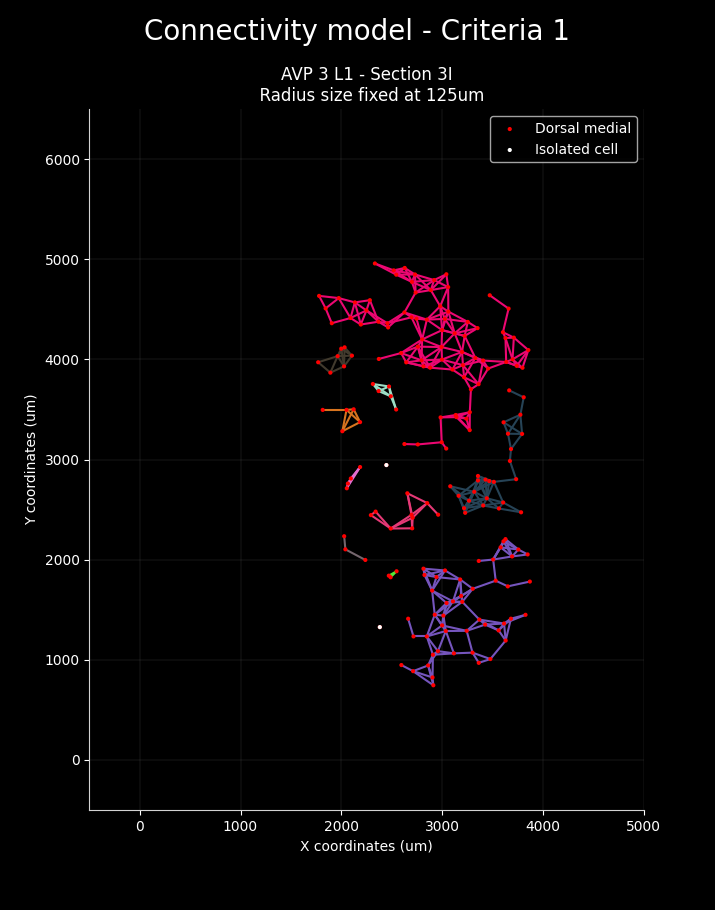 Connectivity model - Criteria 1
AVP 3 L1 - Section 3I
Radius size fixed at 125um
Dorsal medial
Isolated cell
6000
5000
4000
3000
2000
1000
0
Y coordinates (um)
0 1000 2000 3000 4000 5000
X coordinates (um)